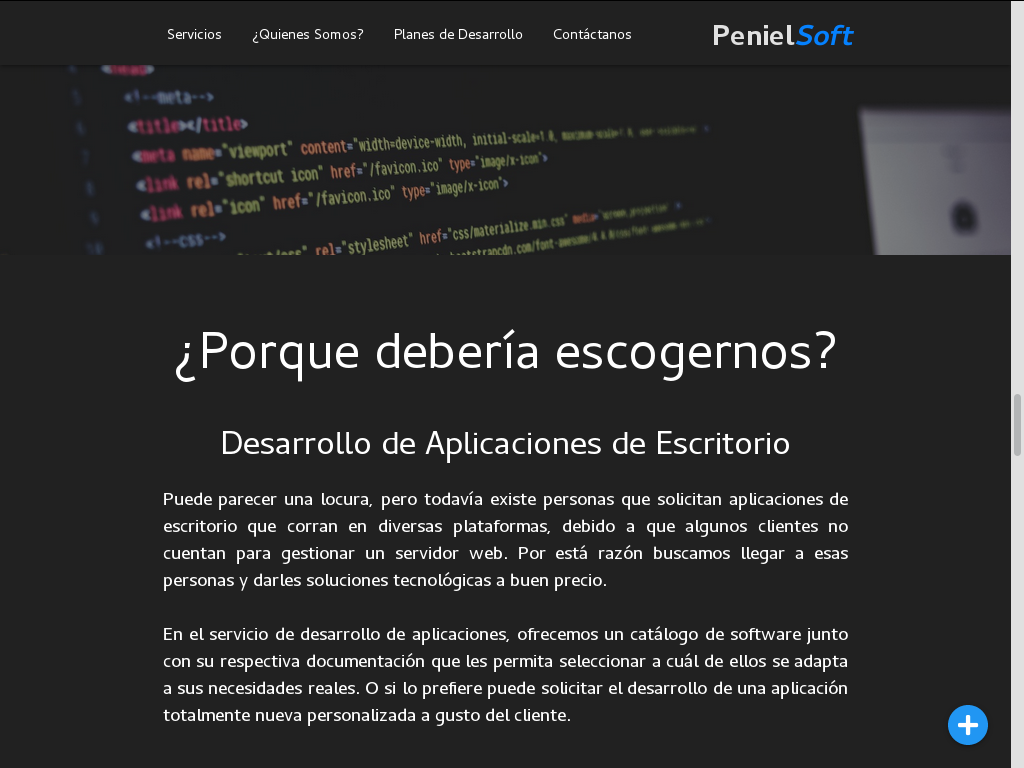 Servicios ¿Quienes Somos? Planes de Desarrollo Contáctanos PenielSoft
<head>
<!--meta-->
<title></title>
<meta name="viewport" content="width=device-width, initial-scale=1.0,
<link rel="shortcut icon" href="/favicon.ico" type="image/x-icon">
<link rel="icon" href="/favicon.ico" type="image/x-icon">
<!--css-->
rel="stylesheet" href="css/materialize.min.css"
¿Porque debería escogernos?
Desarrollo de Aplicaciones de Escritorio
Puede parecer una locura, pero todavía existe personas que solicitan aplicaciones de
escritorio que corran en diversas plataformas, debido a que algunos clientes no
cuentan para gestionar un servidor web. Por está razón buscamos llegar a esas
personas y darles soluciones tecnológicas a buen precio.
En el servicio de desarrollo de aplicaciones, ofrecemos un catálogo de software junto
con su respectiva documentación que les permita seleccionar a cuál de ellos se adapta
a sus necesidades reales. O si lo prefiere puede solicitar el desarrollo de una aplicación
totalmente nueva personalizada a gusto del cliente.